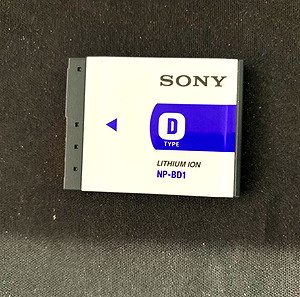 SONY
D
TYPE
LITHIUM ION
NP-BD1